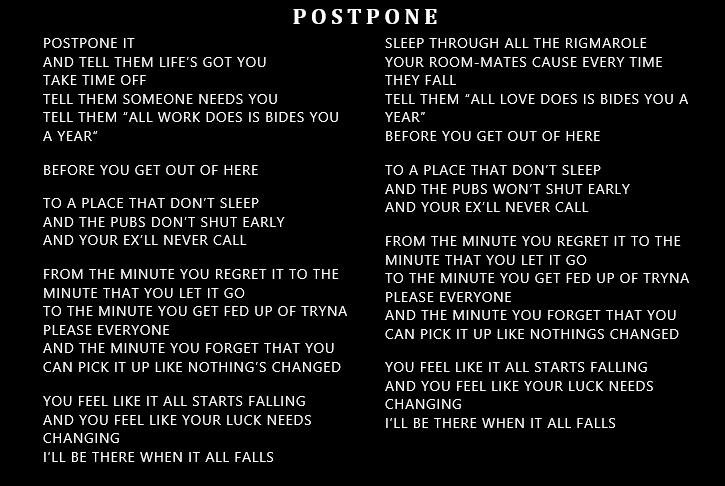 POSTPONE
POSTPONE IT
AND TELL THEM LIFE'S GOT YOU
TAKE TIME OFF
TELL THEM SOMEONE NEEDS YOU
TELL THEM “ALL WORK DOES IS BIDES YOU
A YEAR“
BEFORE YOU GET OUT OF HERE
TO A PLACE THAT DON'T SLEEP
AND THE PUBS DON'T SHUT EARLY
AND YOUR EX'LL NEVER CALL
FROM THE MINUTE YOU REGRET IT TO THE
MINUTE THAT YOU LET IT GO
TO THE MINUTE YOU GET FED UP OF TRYNA
PLEASE EVERYONE
AND THE MINUTE YOU FORGET THAT YOU
CAN PICK IT UP LIKE NOTHING'S CHANGED
YOU FEEL LIKE IT ALL STARTS FALLING
AND YOU FEEL LIKE YOUR LUCK NEEDS
CHANGING
I'LL BE THERE WHEN IT ALL FALLS
SLEEP THROUGH ALL THE RIGMAROLE
YOUR ROOM-MATES CAUSE EVERY TIME
THEY FALL
TELL THEM “ALL LOVE DOES IS BIDES YOU A
YEAR”
BEFORE YOU GET OUT OF HERE
TO A PLACE THAT DON'T SLEEP
AND THE PUBS WON'T SHUT EARLY
AND YOUR EX'LL NEVER CALL
FROM THE MINUTE YOU REGRET IT TO THE
MINUTE THAT YOU LET IT GO
TO THE MINUTE YOU GET FED UP OF TRYNA
PLEASE EVERYONE
AND THE MINUTE YOU FORGET THAT YOU
CAN PICK IT UP LIKE NOTHINGS CHANGED
YOU FEEL LIKE IT ALL STARTS FALLING
AND YOU FEEL LIKE YOUR LUCK NEEDS
CHANGING
I'LL BE THERE WHEN IT ALL FALLS